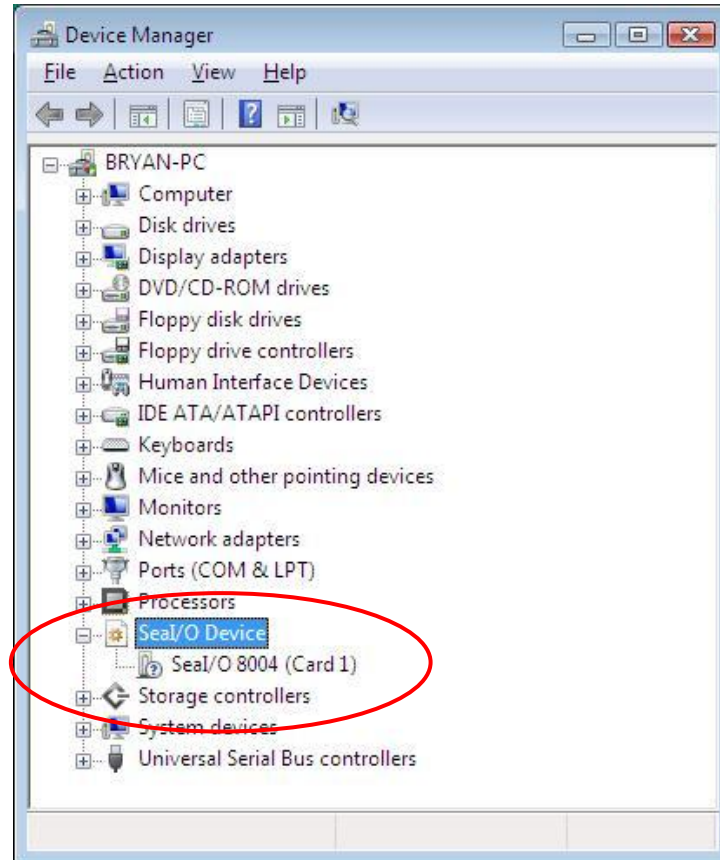 Device Manager
File Action View Help
BRYAN-PC
Computer
Disk drives
Display adapters
DVD/CD-ROM drives
Floppy disk drives
Floppy drive controllers
Human Interface Devices
IDE ATA/ATAPI controllers
Keyboards
Mice and other pointing devices
Monitors
Network adapters
Ports (COM & LPT)
Processors
SeaI/O Device
SeaI/O 8004 (Card 1)
Storage controllers
System devices
Universal Serial Bus controllers